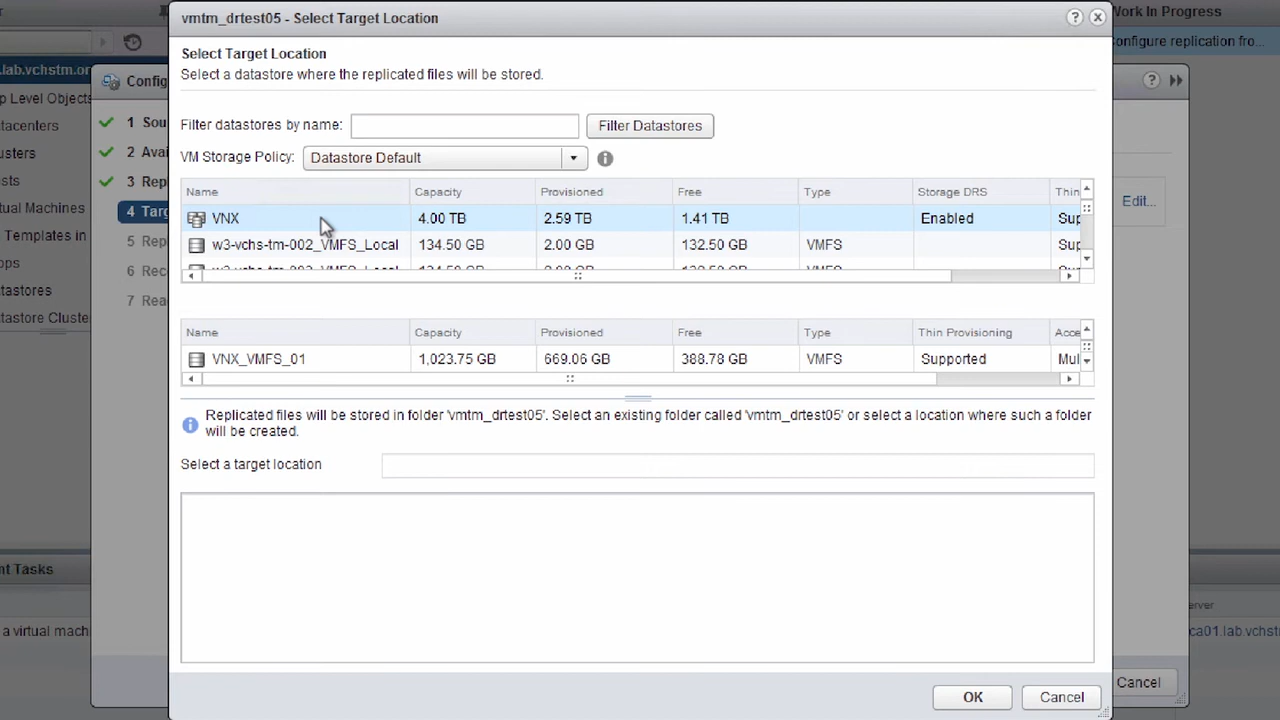 vmtm_drtest05 - Select Target Location
Work In Progress
Configure replication fro...
.lab.vchstm.or
Config
p Level Objects
atacenters
usters
sts
tual Machines
Templates in
ops
atastores
atastore Cluste
1 Sou
2 Avai
3 Rep
4 Targ
5 Rep
6 Reco
7 Rea
Edit...
Select Target Location
Select a datastore where the replicated files will be stored.
Filter datastores by name:
Filter Datastores
VM Storage Policy:
Datastore Default
Name Capacity Provisioned Free Type Storage DRS Thin
VNX 4.00 TB 2.59 TB 1.41 TB Enabled Sup
w3-vchs-tm-002_VMFS_Local 134.50 GB 2.00 GB 132.50 GB VMFS Sup
Name Capacity Provisioned Free Type Thin Provisioning Acce
VNX_VMFS_01 1,023.75 GB 669.06 GB 388.78 GB VMFS Supported Mul
Replicated files will be stored in folder 'vmtm_drtest05'. Select an existing folder called 'vmtm_drtest05' or select a location where such a folder
will be created.
Select a target location
OK
Cancel
nt Tasks
a virtual mach
erver
ca01.lab.vchst
Cancel